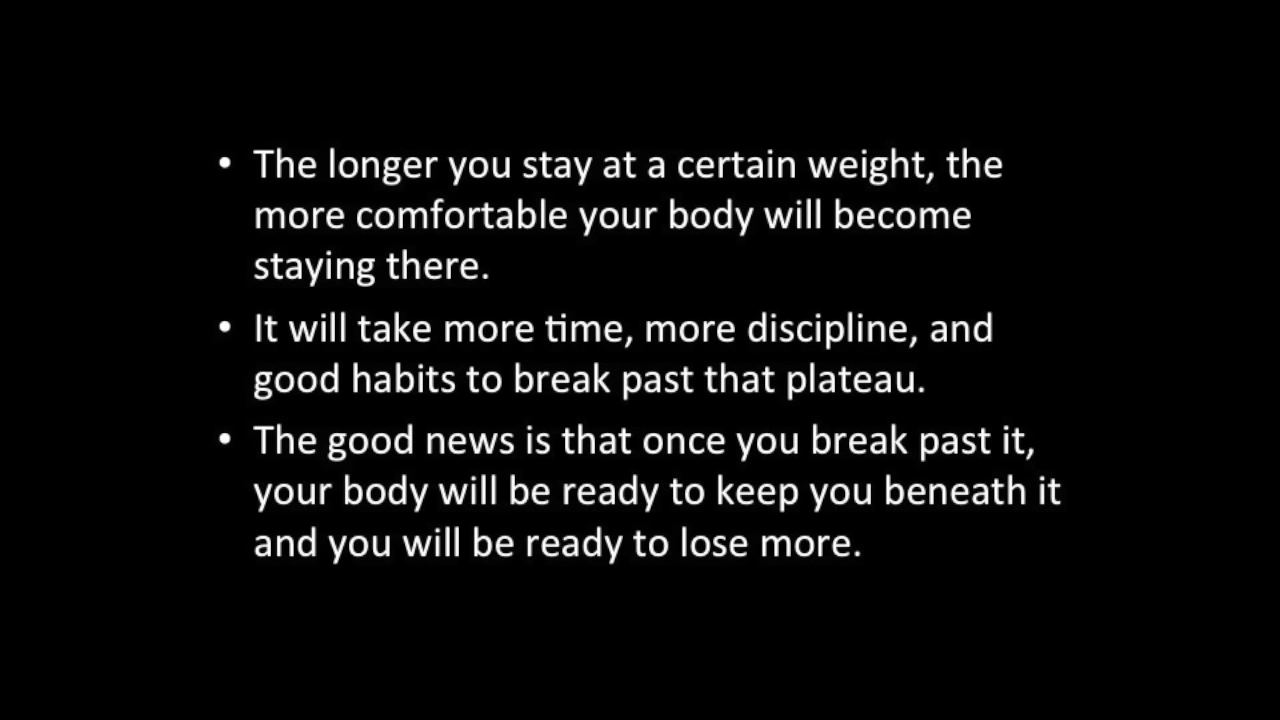 • The longer you stay at a certain weight, the
more comfortable your body will become
staying there.
• It will take more time, more discipline, and
good habits to break past that plateau.
• The good news is that once you break past it,
your body will be ready to keep you beneath it
and you will be ready to lose more.